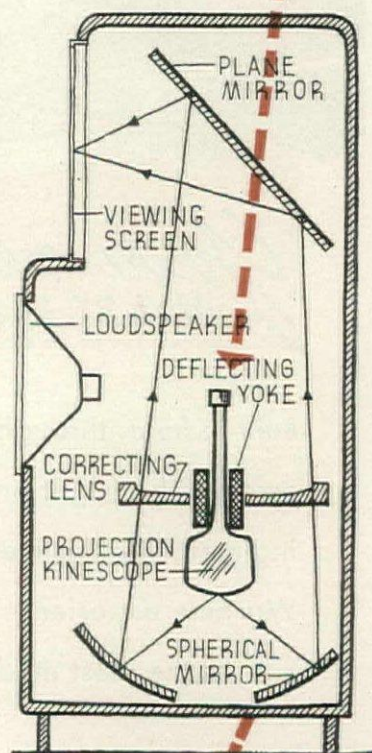 PLANE
MIRROR
VIEWING
SCREEN
LOUDSPEAKER
DEFLECTING
YOKE
CORRECTING
LENS
PROJECTION
KINESCOPE
SPHERICAL
MIRROR